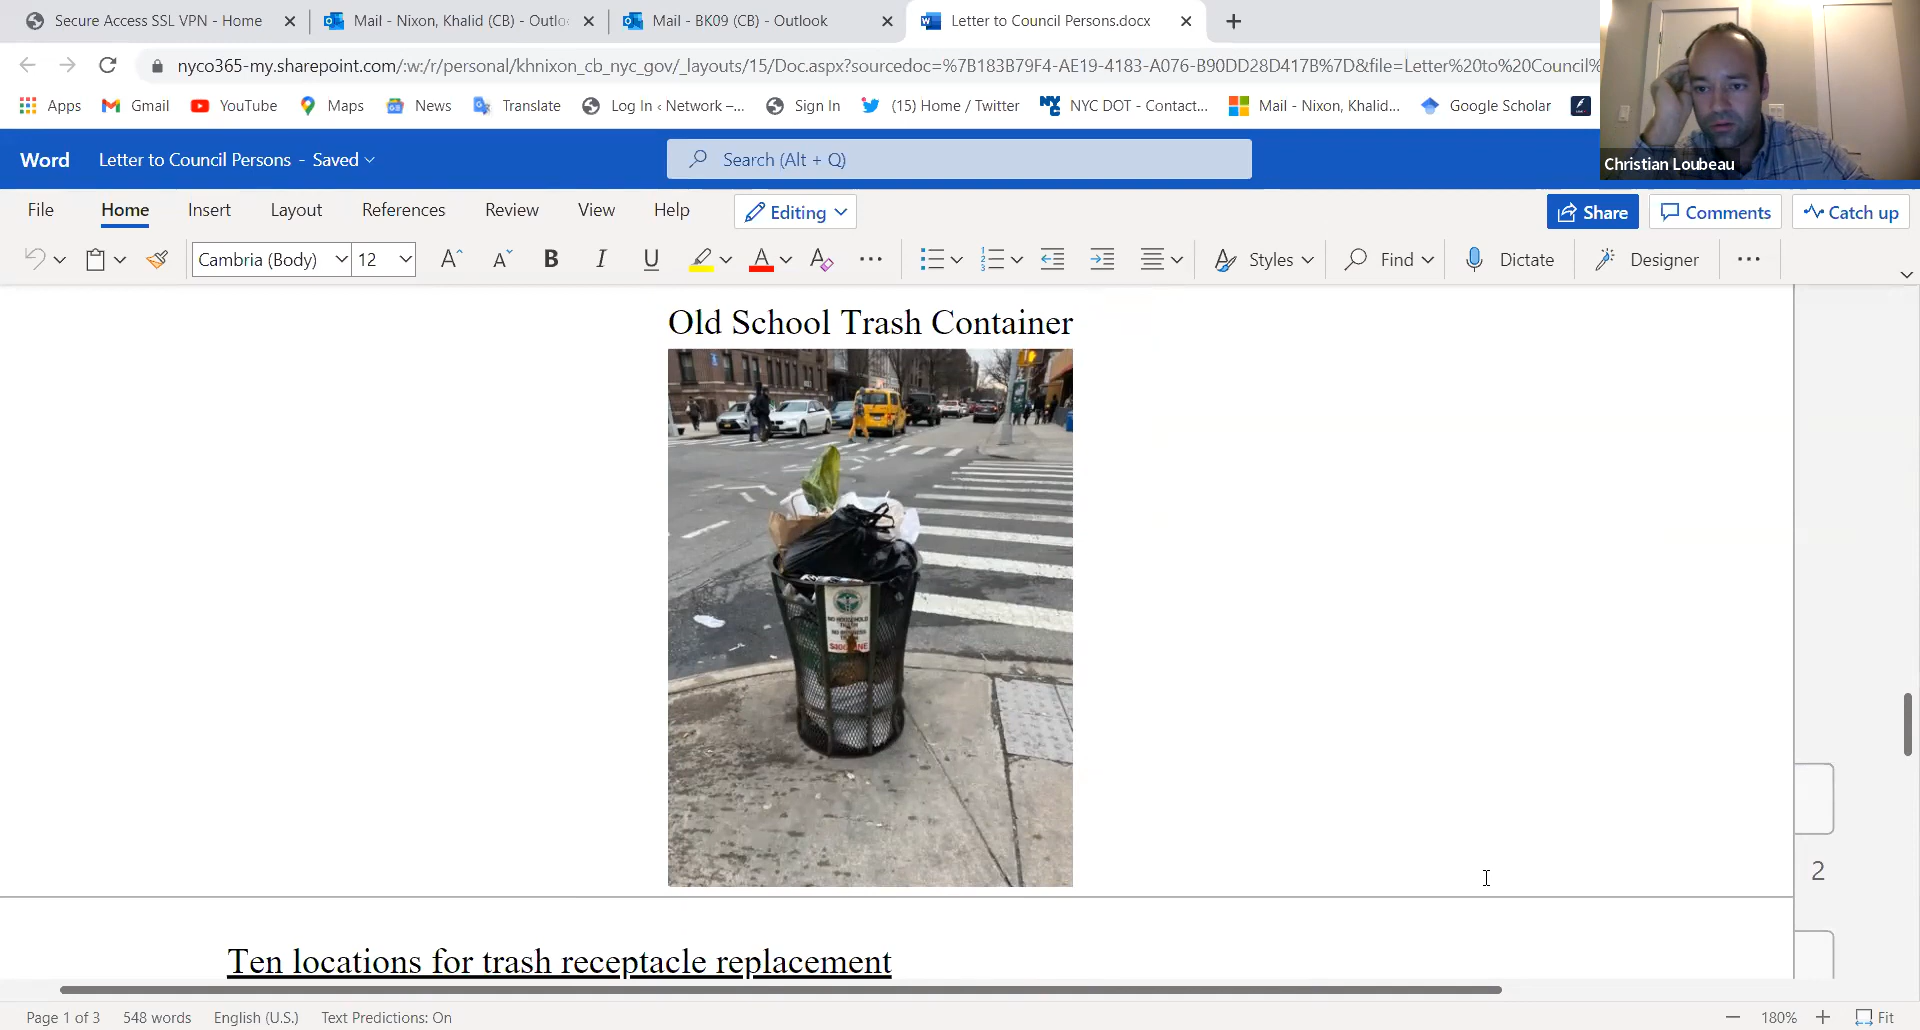 Secure Access SSL VPN - Home
Mail - Nixon, Khalid (CB) - Outlo
Mail - BK09 (CB) - Outlook
Letter to Council Persons.docx
nyco365-my.sharepoint.com/:w:/r/personal/khnixon_cb_nyc_gov/_layouts/15/Doc.aspx?sourcedoc=%7B183B79F4-AE19-4183-A076-B90DD28D417B%7D&file=Letter%20to%20Council%
Apps Gmail YouTube Maps News Translate Log In ‹ Network –... Sign In (15) Home / Twitter NYC DOT - Contact... Mail - Nixon, Khalid... Google Scholar
Christian Loubeau
Word Letter to Council Persons - Saved Search (Alt + Q)
File Home Insert Layout References Review View Help Editing Share Comments Catch up
Cambria (Body) 12 A A B I U A A Styles Find Dictate Designer
Old School Trash Container
NO HOUSEHOLD
TRASH
NO BUSINESS
TRASH
2
Ten locations for trash receptacle replacement
Page 1 of 3 548 words English (U.S.) Text Predictions: On 180% Fit